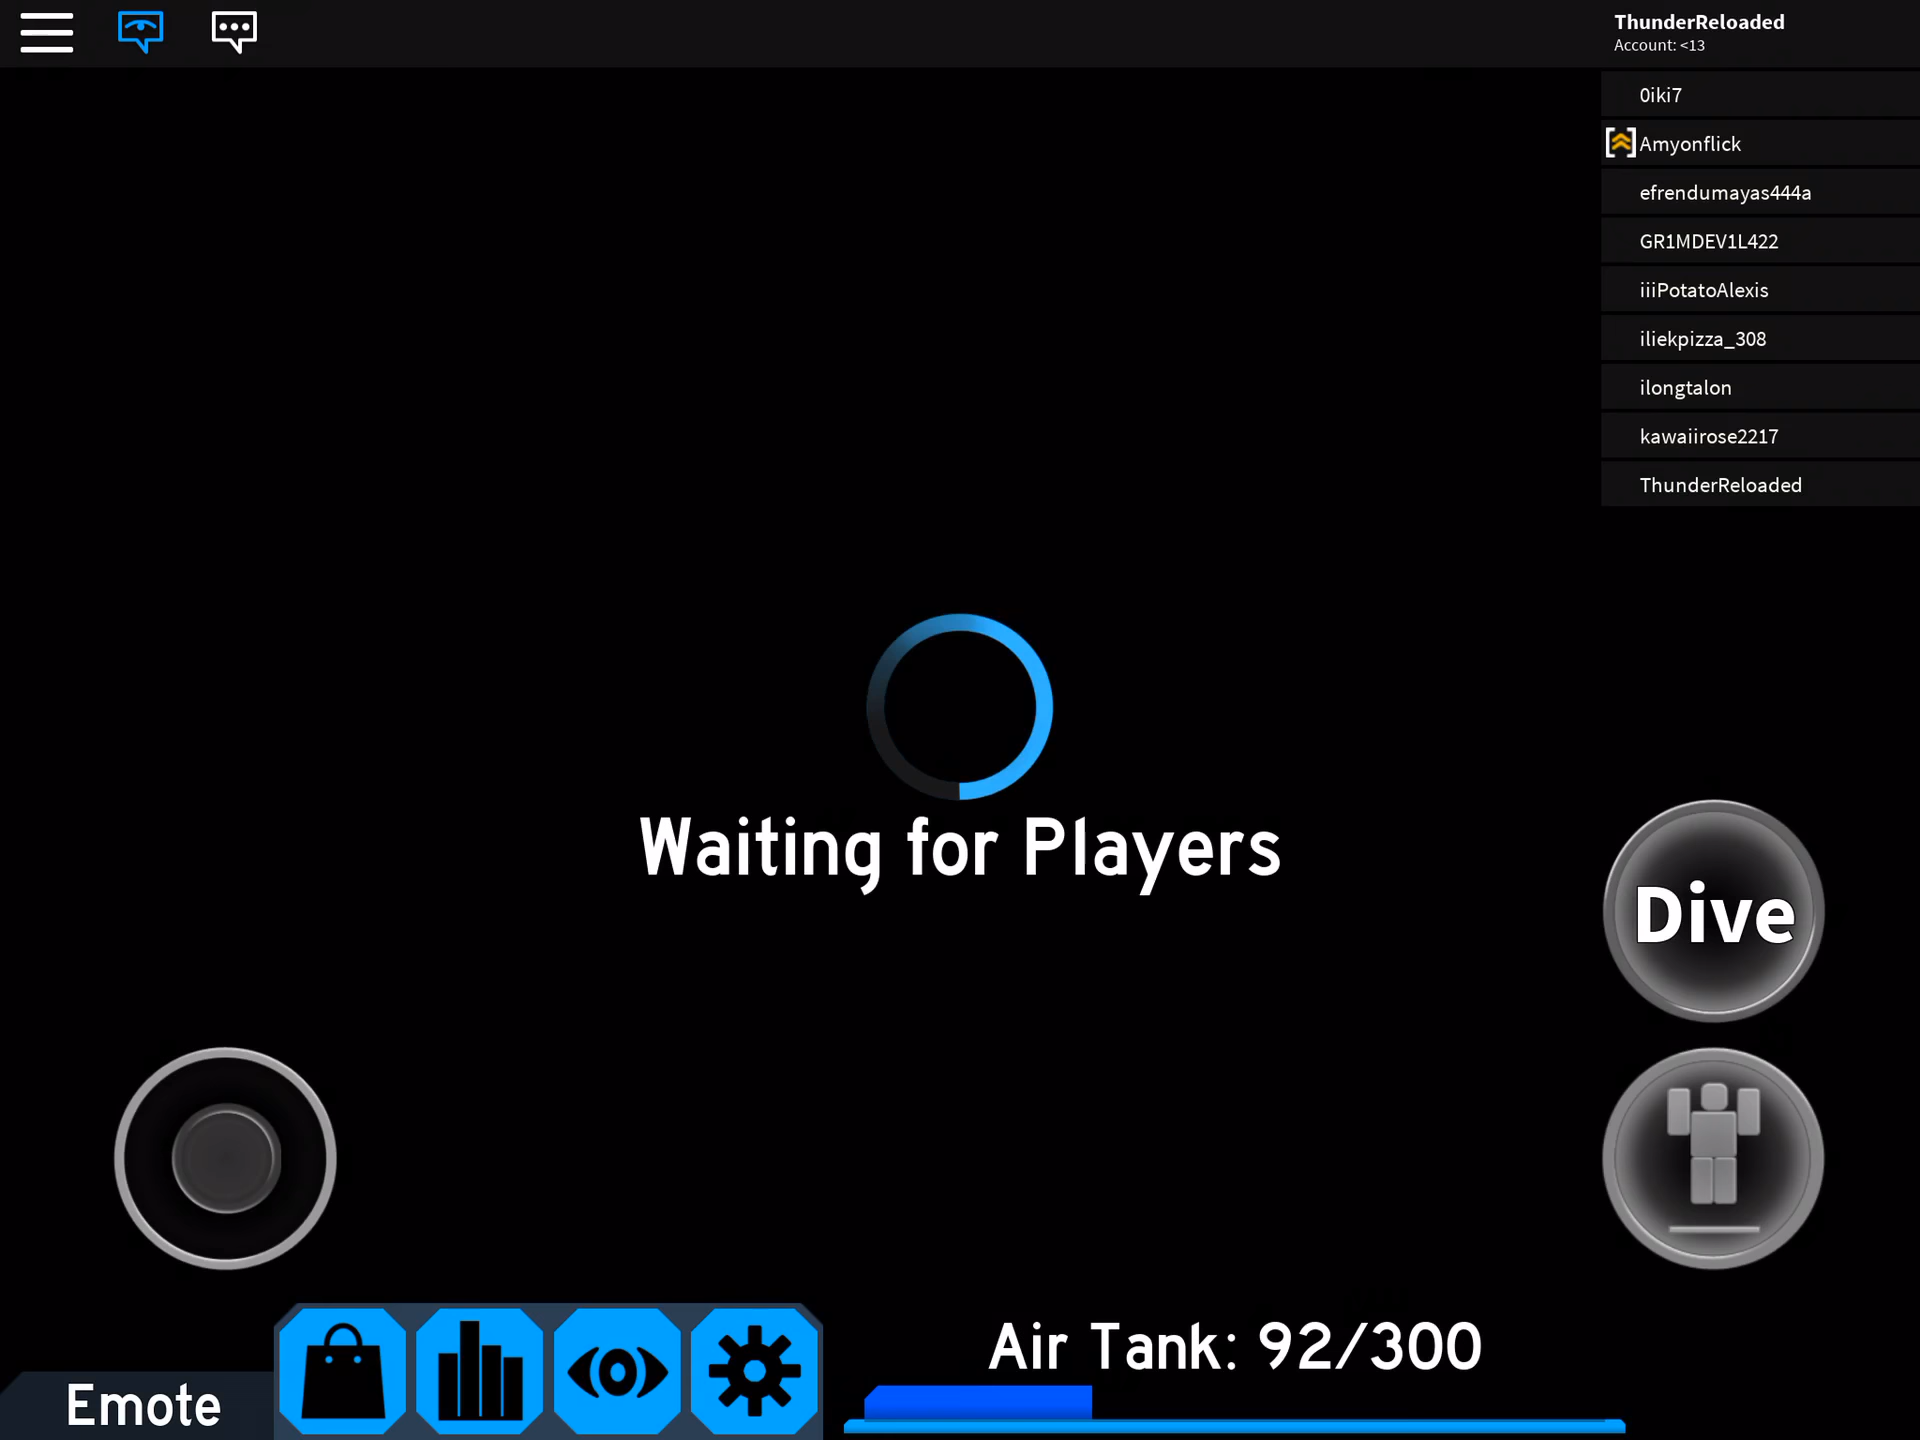 ThunderReloaded
Account: <13
0iki7
Amyonflick
efrendumayas444a
GR1MDEV1L422
iiiPotatoAlexis
iliekpizza_308
ilongtalon
kawaiirose2217
ThunderReloaded
Waiting for Players
Dive
Air Tank: 92/300
Emote